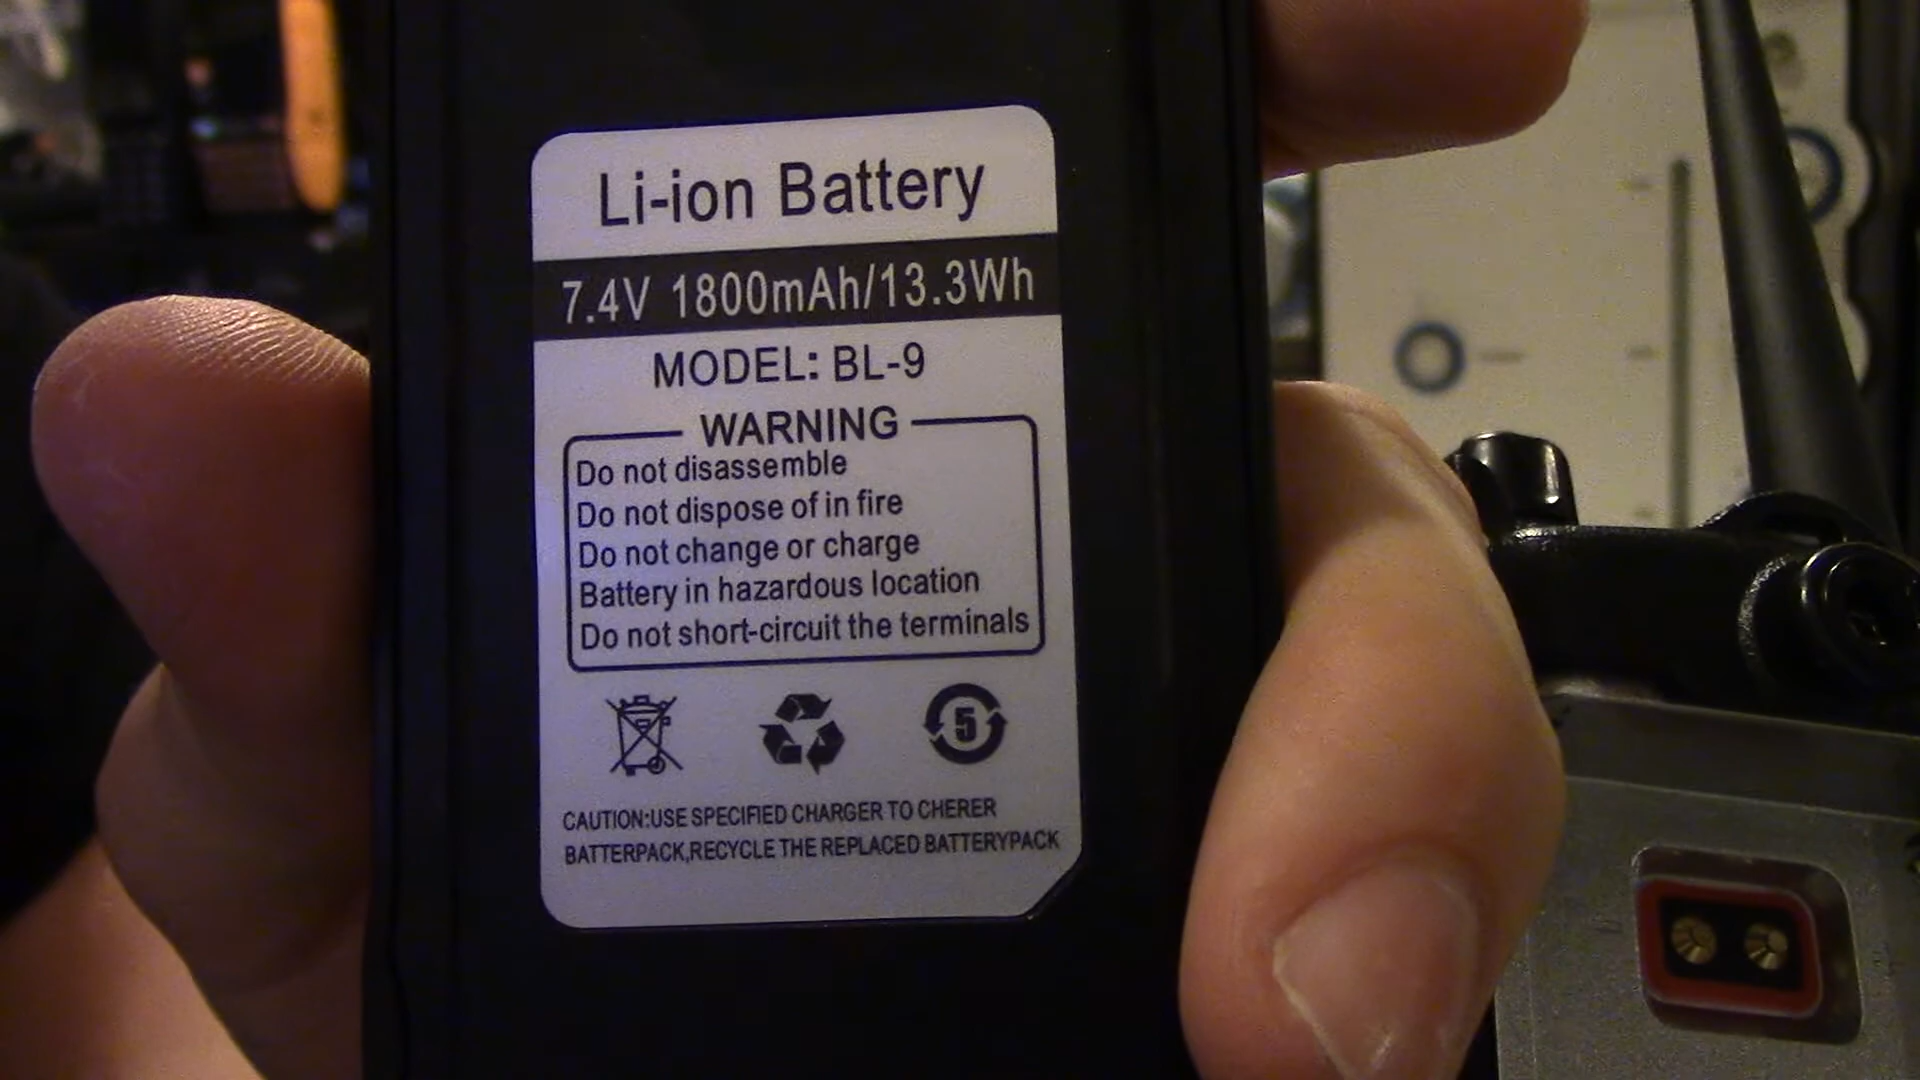 Li-ion Battery
7.4V 1800mAh/13.3Wh
MODEL: BL-9
WARNING
Do not disassemble
Do not dispose of in fire
Do not change or charge
Battery in hazardous location
Do not short-circuit the terminals
5
CAUTION:USE SPECIFIED CHARGER TO CHERER
BATTERPACK,RECYCLE THE REPLACED BATTERYPACK